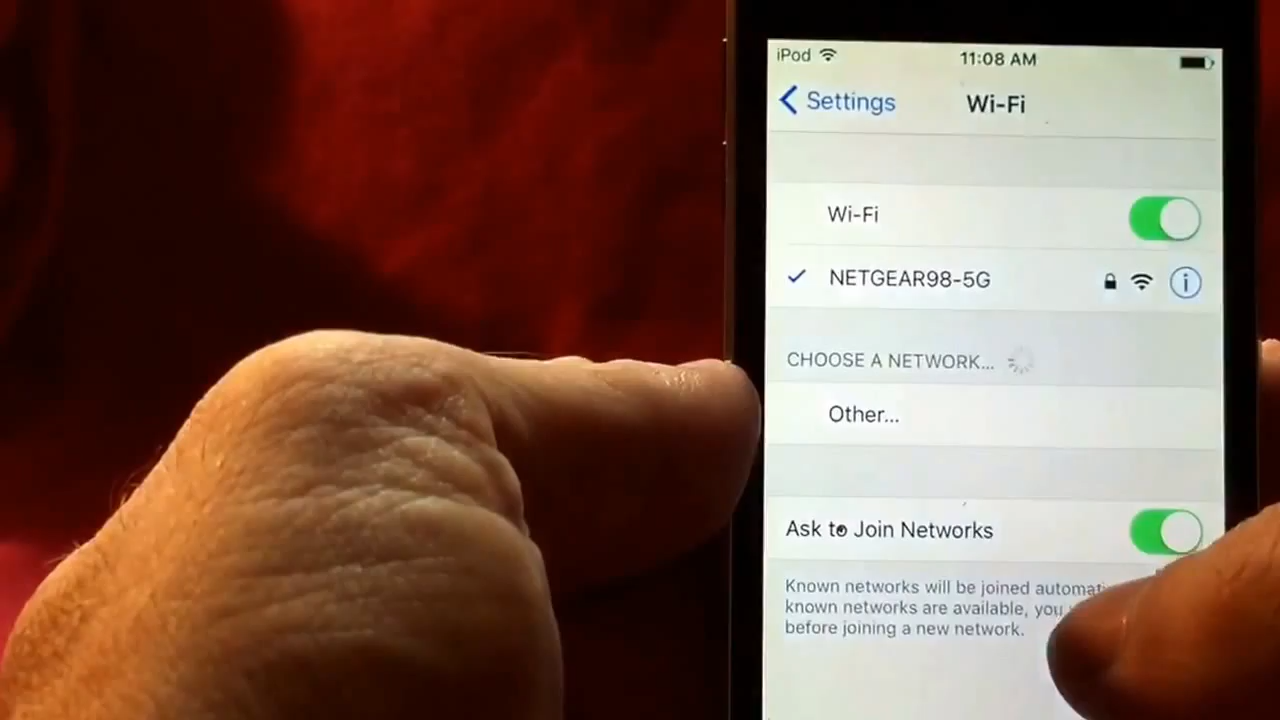 iPod 11:08 AM
Settings Wi-Fi
Wi-Fi
NETGEAR98-5G
CHOOSE A NETWORK...
Other...
Ask to Join Networks
Known networks will be joined
known networks are available, you
before joining a new network.